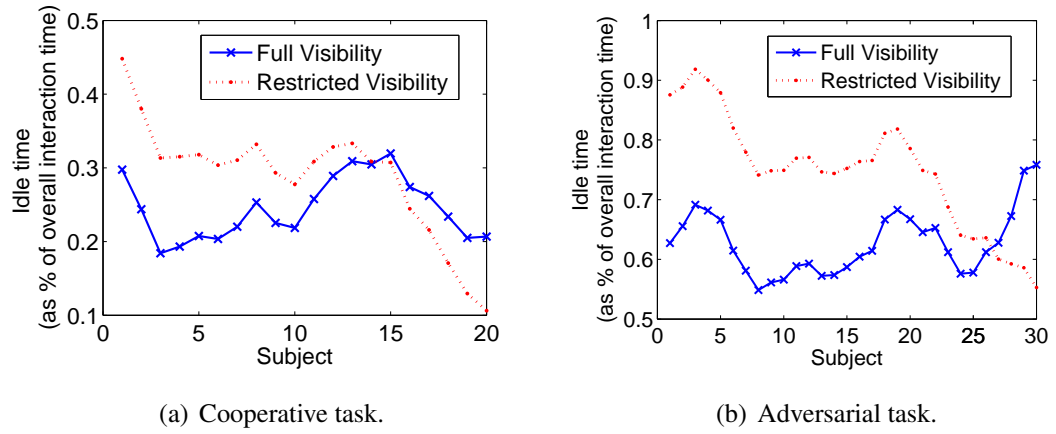 0.5
0.4
0.3
0.2
0.1
0
5
10
15
20
Subject
Idle time
(as % of overall interaction time)
Full Visibility
Restricted Visibility
(a) Cooperative task.
1
0.9
0.8
0.7
0.6
0.5
0
5
10
15
20
25
30
Subject
Idle time
(as % of overall interaction time)
Full Visibility
Restricted Visibility
(b) Adversarial task.